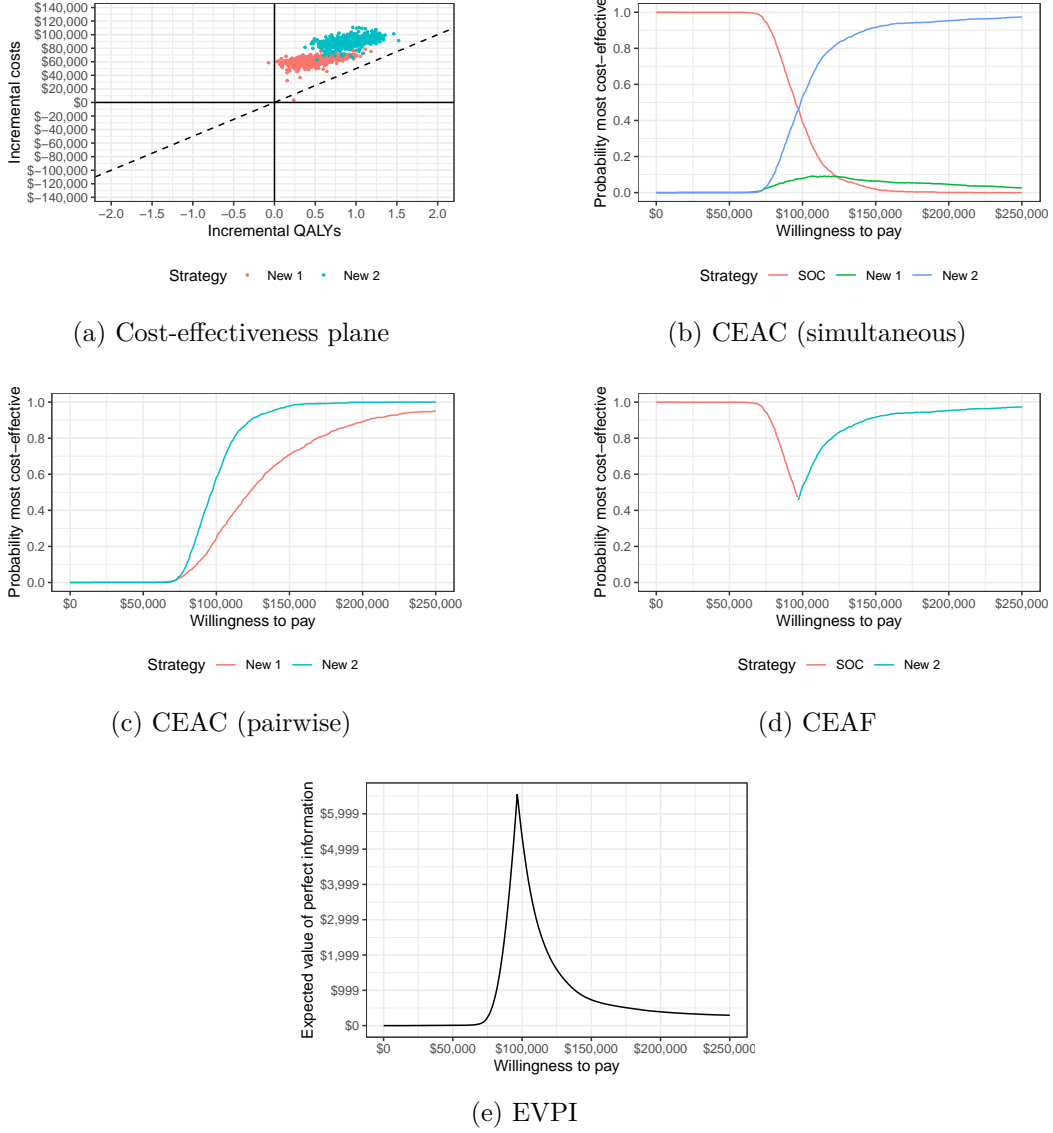 Incremental costs
$140,000
$120,000
$100,000
$80,000
$60,000
$40,000
$20,000
$0
$−20,000
$−40,000
$−60,000
$−80,000
$−100,000
$−120,000
$−140,000
−2.0 −1.5 −1.0 −0.5 0.0 0.5 1.0 1.5 2.0
Incremental QALYs
Strategy New 1 New 2
(a) Cost-effectiveness plane
Probability most cost−effective
1.0
0.8
0.6
0.4
0.2
0.0
$0 $50,000 $100,000 $150,000 $200,000 $250,000
Willingness to pay
Strategy SOC New 1 New 2
(b) CEAC (simultaneous)
Probability most cost−effective
1.0
0.8
0.6
0.4
0.2
0.0
$0 $50,000 $100,000 $150,000 $200,000 $250,000
Willingness to pay
Strategy New 1 New 2
(c) CEAC (pairwise)
Probability most cost−effective
1.0
0.8
0.6
0.4
0.2
0.0
$0 $50,000 $100,000 $150,000 $200,000 $250,000
Willingness to pay
Strategy SOC New 2
(d) CEAF
Expected value of perfect information
$5,999
$4,999
$3,999
$2,999
$1,999
$999
$0
$0 $50,000 $100,000 $150,000 $200,000 $250,000
Willingness to pay
(e) EVPI